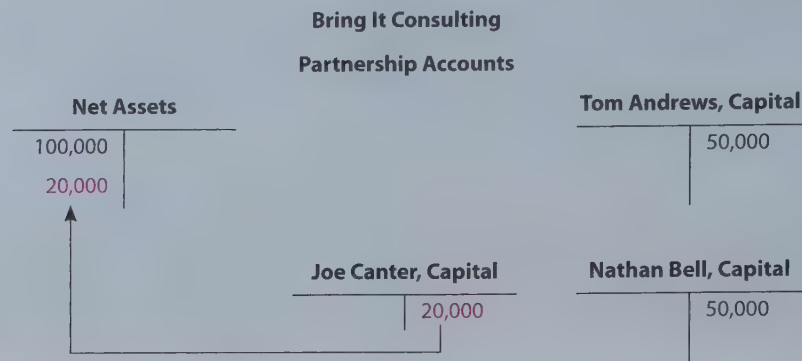 Bring It Consulting
Partnership Accounts
Net Assets
100,000
20,000
Tom Andrews, Capital
50,000
Joe Canter, Capital
20,000
Nathan Bell, Capital
50,000